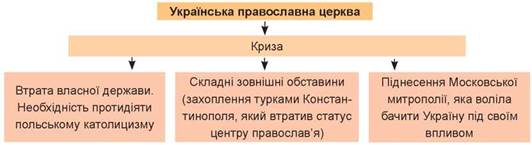 Українська православна церква
Криза
Втрата власної держави.
Необхідність протидіяти
польському католицизму
Складні зовнішні обставини
(захоплення турками Констан-
тинополя, який втратив статус
центру православ’я)
Піднесення Московської
митрополії, яка воліла
бачити Україну під своїм
впливом